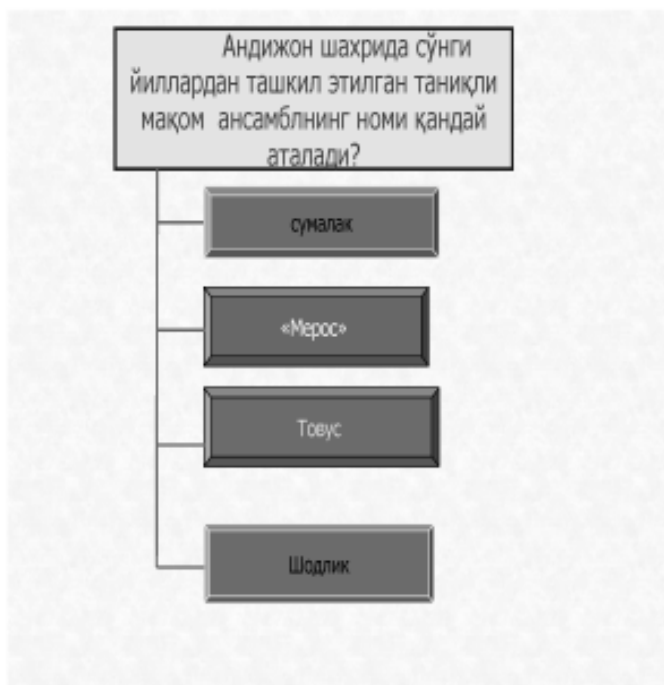 Андижон шахрида сўнги
йиллардан ташкил этилган таниқли
мақом ансамблнинг номи қандай
аталади?
сумалак
«Мерос»
Товус
Шодлик